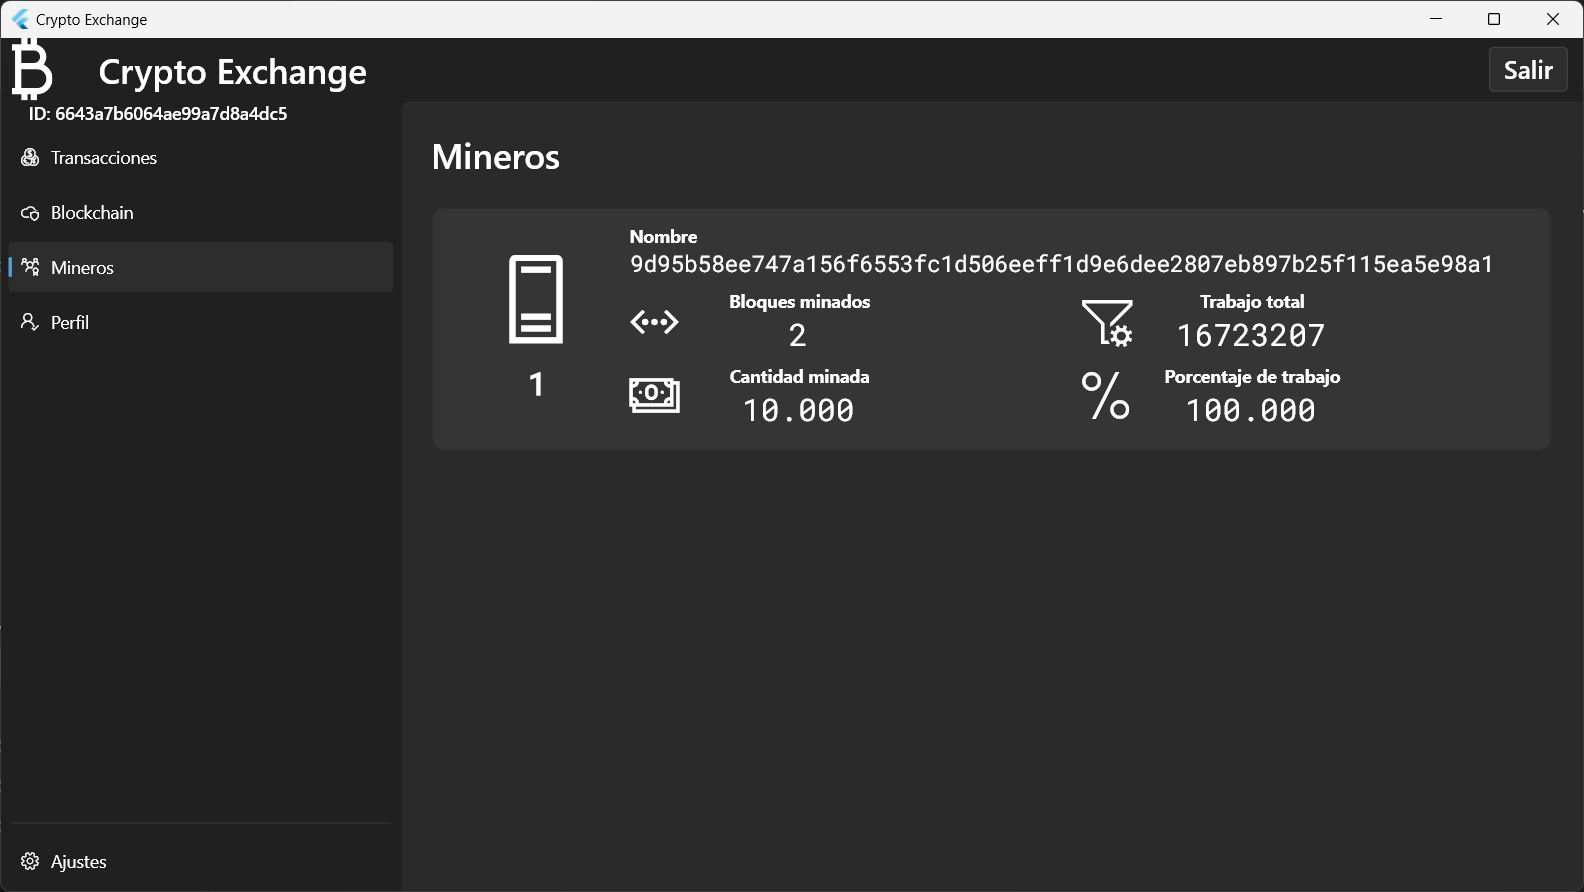 Crypto Exchange
Crypto Exchange
Salir
ID: 6643a7b6064ae99a7d8a4dc5
Transacciones
Blockchain
Mineros
Perfil
Ajustes
Mineros
1
Nombre
9d95b58ee747a156f6553fc1d506eeff1d9e6dee2807eb897b25f115ea5e98a1
Bloques minados
2
Trabajo total
16723207
Cantidad minada
10.000
Porcentaje de trabajo
100.000